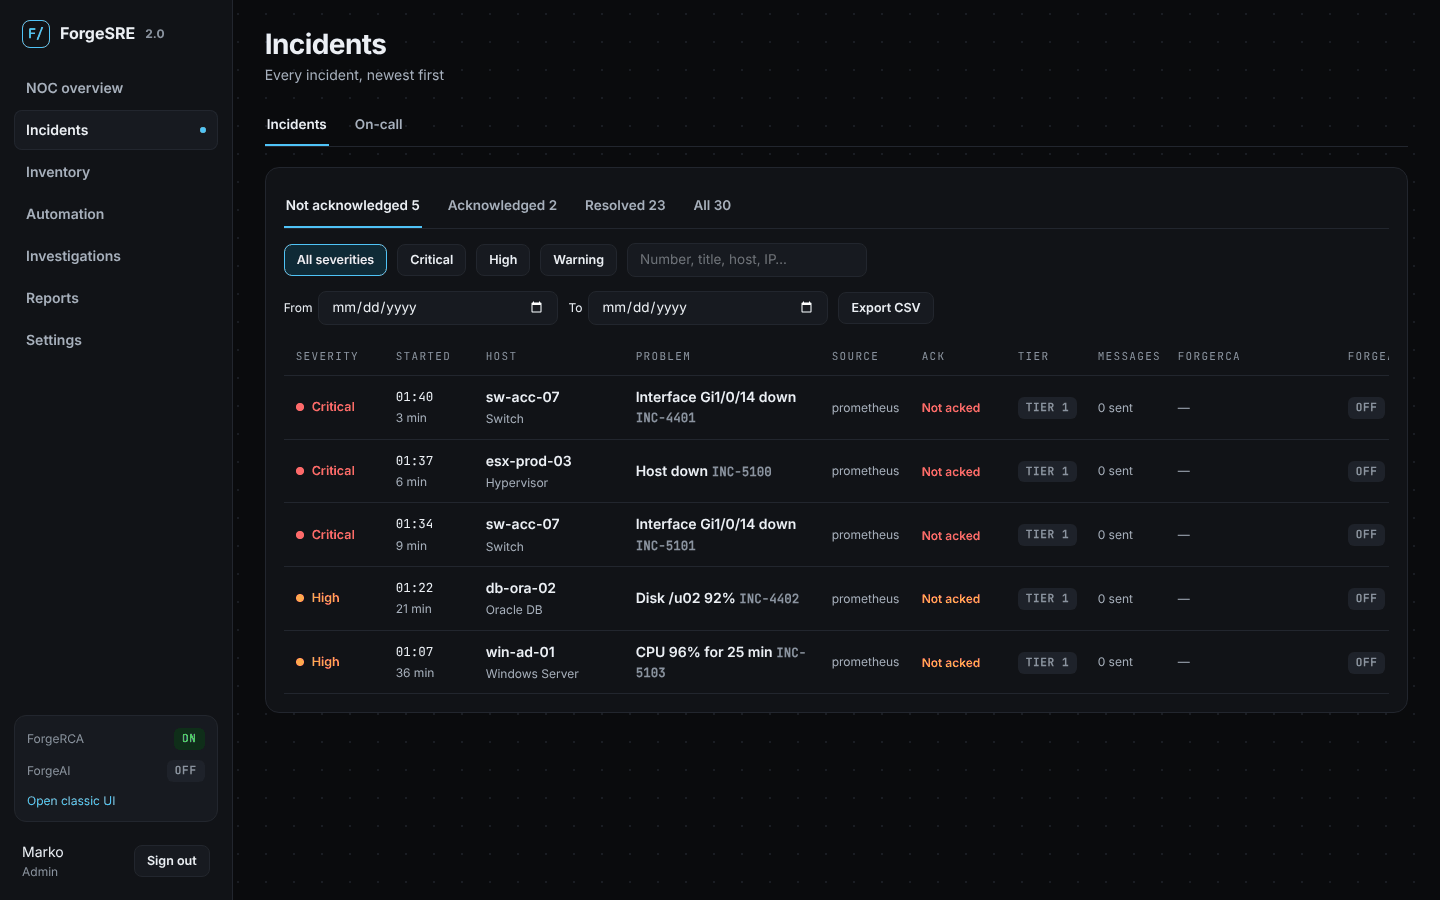 F/ ForgeSRE 2.0
NOC overview
Incidents
Inventory
Automation
Investigations
Reports
Settings
ForgeRCA ON
ForgeAI OFF
Open classic UI
Marko
Admin
Sign out
Incidents
Every incident, newest first
Incidents On-call
Not acknowledged 5 Acknowledged 2 Resolved 23 All 30
All severities Critical High Warning Number, title, host, IP...
From mm/dd/yyyy To mm/dd/yyyy Export CSV
SEVERITY STARTED HOST PROBLEM SOURCE ACK TIER MESSAGES FORGERCA
Critical 01:40 sw-acc-07 Interface Gi1/0/14 down prometheus Not acked TIER 1 0 sent — OFF
3 min Switch INC-4401
Critical 01:37 esx-prod-03 Host down INC-5100 prometheus Not acked TIER 1 0 sent — OFF
6 min Hypervisor
Critical 01:34 sw-acc-07 Interface Gi1/0/14 down prometheus Not acked TIER 1 0 sent — OFF
9 min Switch INC-5101
High 01:22 db-ora-02 Disk /u02 92% INC-4402 prometheus Not acked TIER 1 0 sent — OFF
21 min Oracle DB
High 01:07 win-ad-01 CPU 96% for 25 min INC- prometheus Not acked TIER 1 0 sent — OFF
36 min Windows Server 5103